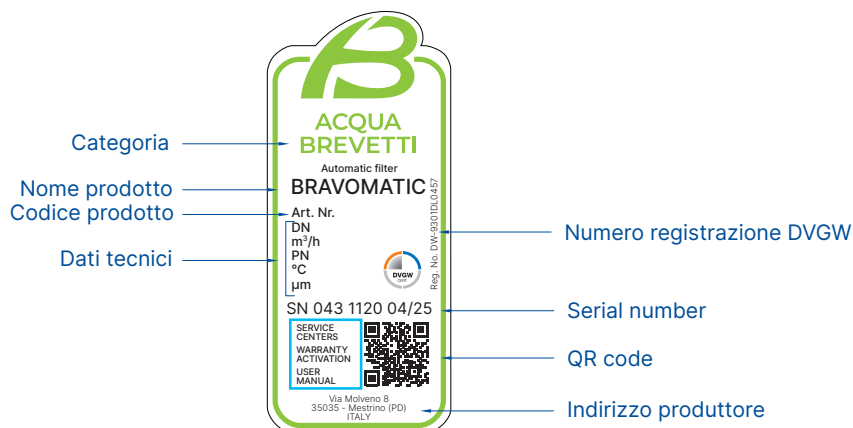 ACQUA
BREVETTI
Categoria
Automatic filter
Nome prodotto
BRAVOMATIC
Codice prodotto
Art. Nr.
DN
m³/h
PN
°C
µm
Dati tecnici
DVGW
CERT
Reg. No. DW-9301DL0457
Numero registrazione DVGW
SN 043 1120 04/25
Serial number
SERVICE
CENTERS
WARRANTY
ACTIVATION
USER
MANUAL
QR code
Via Molveno 8
35035 - Mestrino (PD)
ITALY
Indirizzo produttore